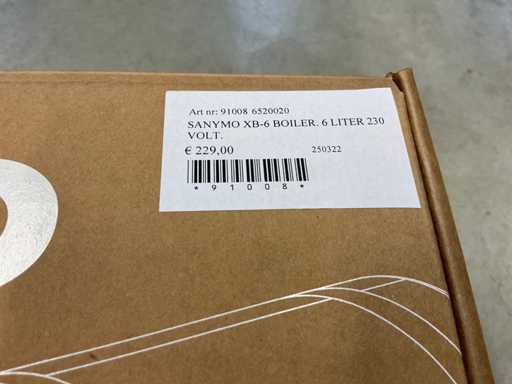 Art nr: 91008 6520020
SANYMO XB-6 BOILER. 6 LITER 230
VOLT.
€ 229,00 250322
*91008*